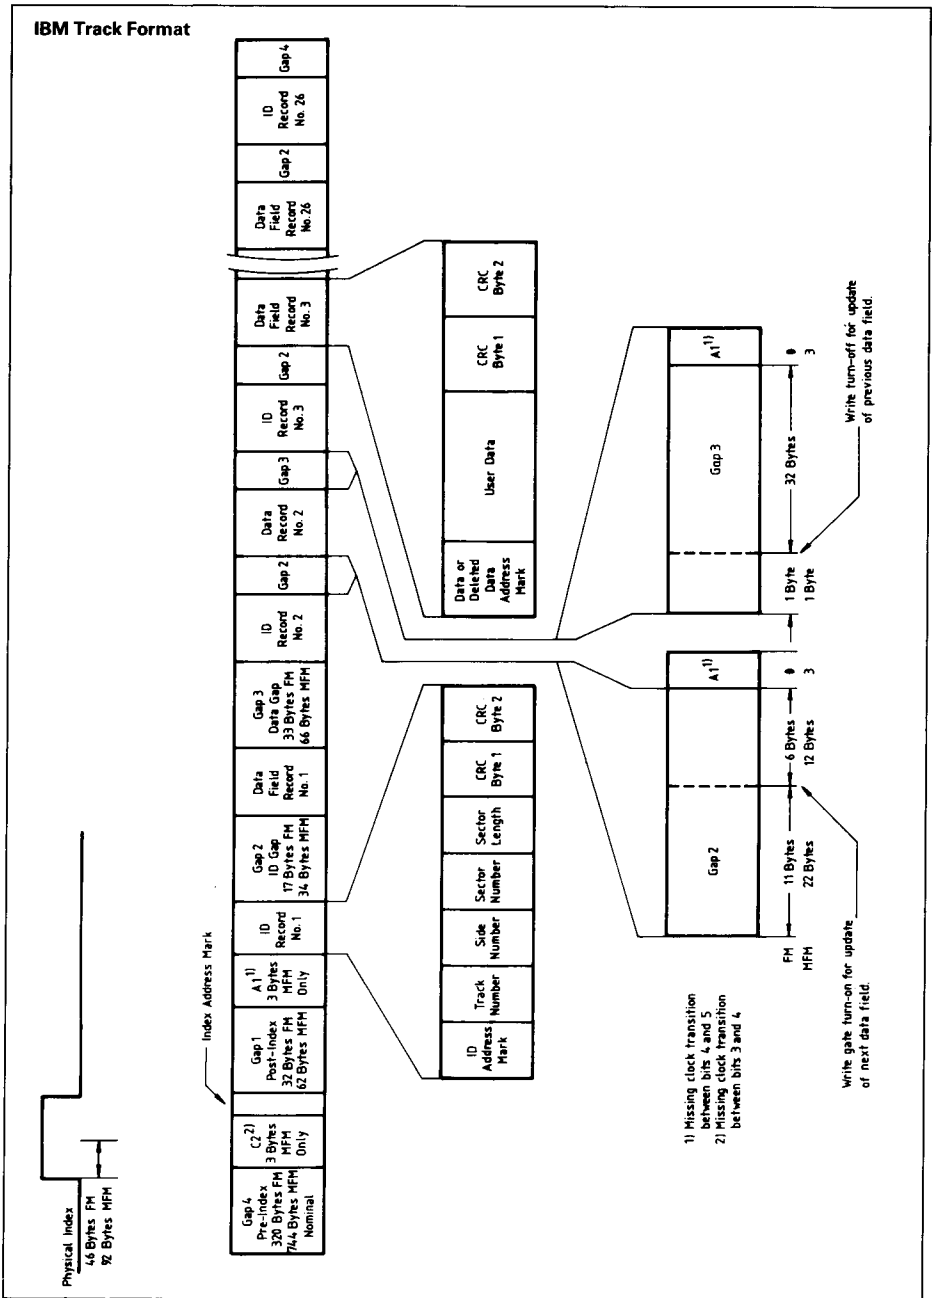 IBM Track Format
Physical Index
46 Bytes FM
92 Bytes MFM
Index Address Mark
Gap 4
Pre-Index
320 Bytes FM
744 Bytes MFM
Nominal
C2 2)
3 Bytes
MFM
Only
Gap 1
Post-Index
32 Bytes FM
62 Bytes MFM
A1 1)
3 Bytes
MFM
Only
ID
Record
No. 1
Gap 2
ID Gap
17 Bytes FM
34 Bytes MFM
Data
Field
Record
No. 1
Gap 3
Data Gap
33 Bytes FM
66 Bytes MFM
ID
Record
No. 2
Gap 2
Data
Record
No. 2
Gap 3
ID
Record
No. 3
Gap 2
Data
Field
Record
No. 3
Data
Field
Record
No. 26
Gap 2
ID
Record
No. 26
Gap 4
ID
Address
Mark
Track
Number
Side
Number
Sector
Number
Sector
Length
CRC
Byte 1
CRC
Byte 2
Data or
Deleted
Data
Address
Mark
User Data
CRC
Byte 1
CRC
Byte 2
Gap 2
A1 1)
Gap 3
A1 1)
FM
11 Bytes
6 Bytes
0
1 Byte
32 Bytes
0
MFM
22 Bytes
12 Bytes
3
1 Byte
3
1) Missing clock transition
between bits 4 and 5
2) Missing clock transition
between bits 3 and 4
Write gate turn-on for update
of next data field.
Write turn-off for update
of previous data field.